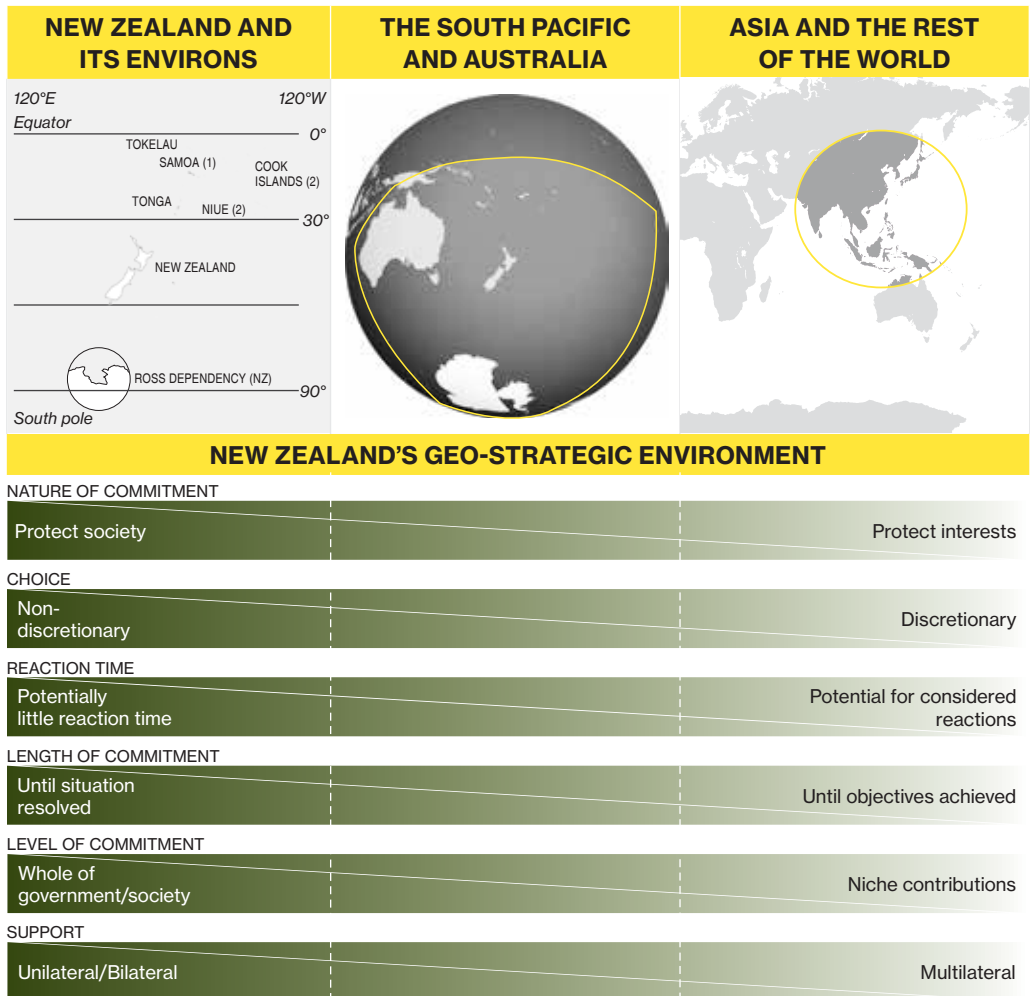 NEW ZEALAND AND
ITS ENVIRONS
THE SOUTH PACIFIC
AND AUSTRALIA
ASIA AND THE REST
OF THE WORLD
120°E
120°W
Equator
0°
TOKELAU
SAMOA (1)
COOK
ISLANDS (2)
TONGA
NIUE (2)
30°
NEW ZEALAND
ROSS DEPENDENCY (NZ)
90°
South pole
NEW ZEALAND’S GEO-STRATEGIC ENVIRONMENT
NATURE OF COMMITMENT
Protect society
Protect interests
CHOICE
Non-
discretionary
Discretionary
REACTION TIME
Potentially
little reaction time
Potential for considered
reactions
LENGTH OF COMMITMENT
Until situation
resolved
Until objectives achieved
LEVEL OF COMMITMENT
Whole of
government/society
Niche contributions
SUPPORT
Unilateral/Bilateral
Multilateral